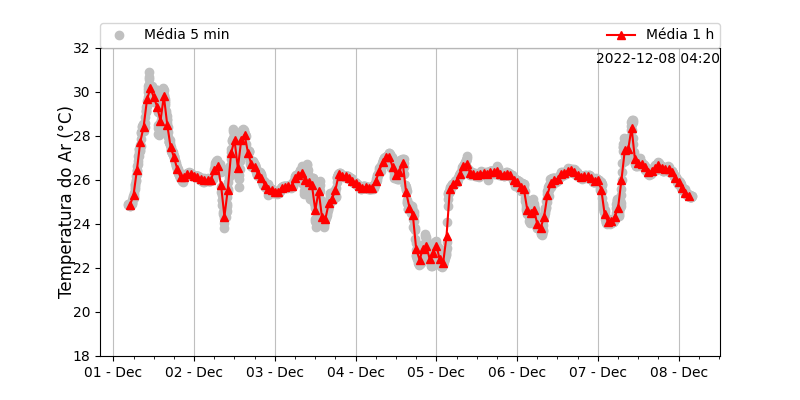 Média 5 min
Média 1 h
2022-12-08 04:20
Temperatura do Ar (°C)
32
30
28
26
24
22
20
18
01 - Dec
02 - Dec
03 - Dec
04 - Dec
05 - Dec
06 - Dec
07 - Dec
08 - Dec